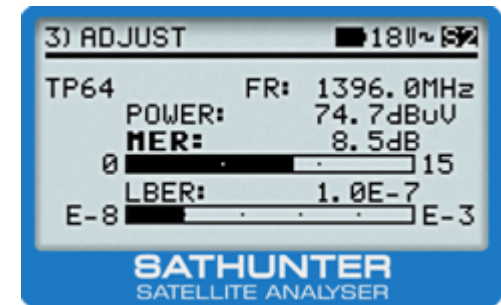 3) ADJUST 18V~ S2
TP64 FR: 1396.0MHz
POWER: 74.7dBuV
MER: 8.5dB
0 15
LBER: 1.0E-7
E-8 E-3
SATHUNTER
SATELLITE ANALYSER